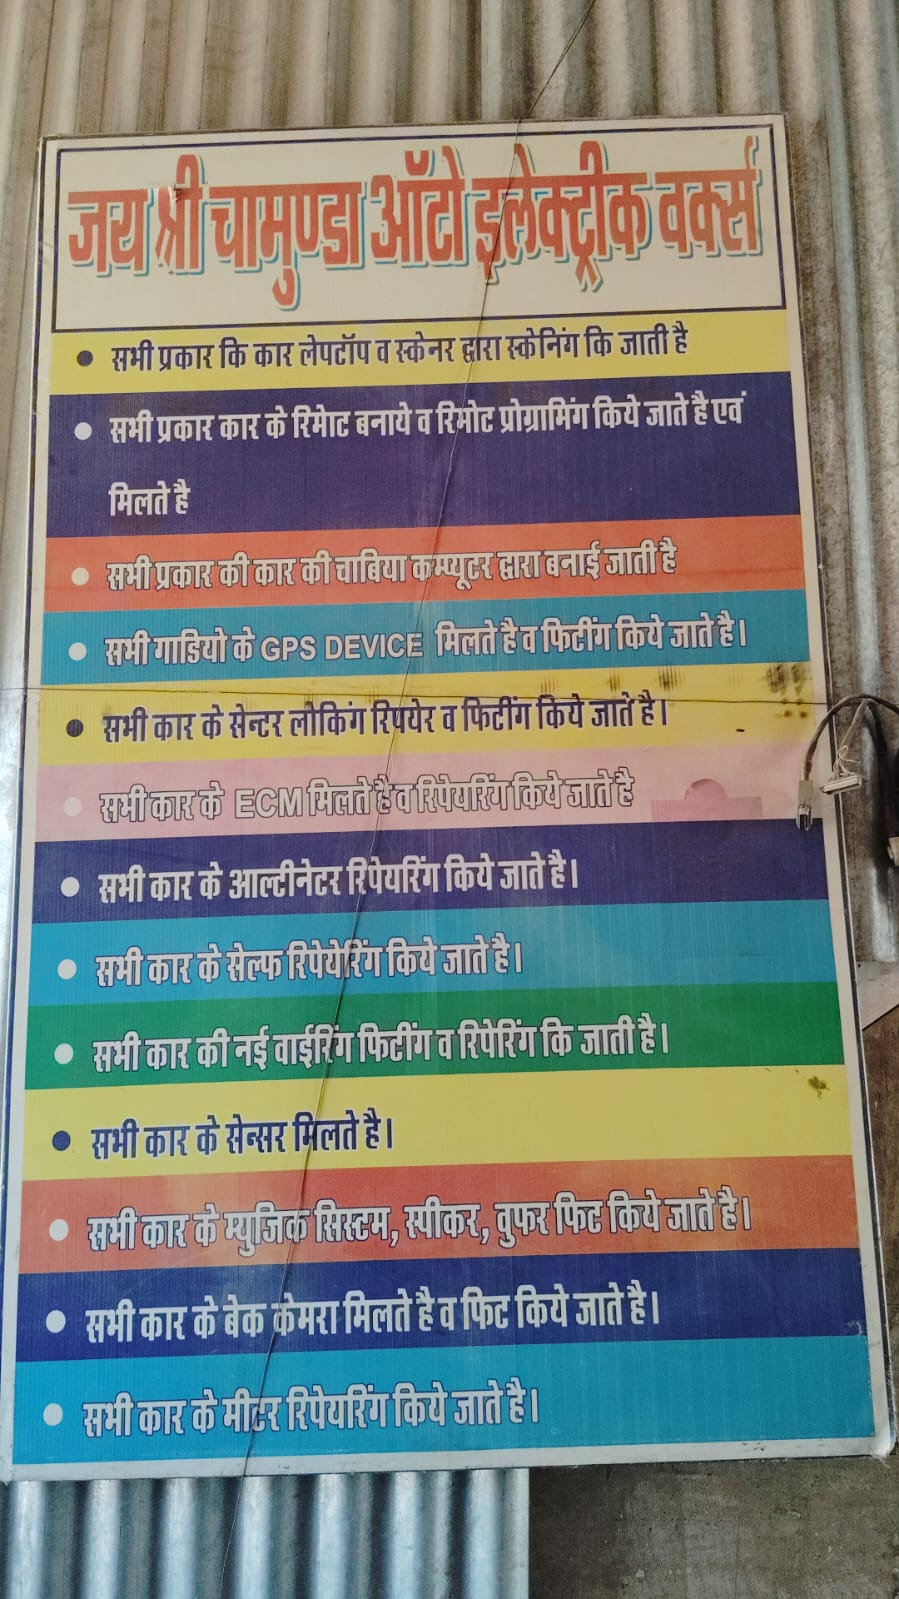 जय श्री चामुण्डा ऑटो इलेक्ट्रीक वर्क्स
• सभी प्रकार कि कार लेपटॉप व स्केनर द्वारा स्केनिंग कि जाती है
• सभी प्रकार कार के रिमोट बनाये व रिमोट प्रोग्रामिंग किये जाते है एवं
मिलते है
• सभी प्रकार की कार की चाबिया कम्प्यूटर द्वारा बनाई जाती है
• सभी गाडियो के GPS DEVICE मिलते है व फिटींग किये जाते है।
• सभी कार के सेन्टर लोकिंग रिपयेर व फिटींग किये जाते है।
• सभी कार के ECM मिलते है व रिपेयरिंग किये जाते है
• सभी कार के आल्टीनेटर रिपेयरिंग किये जाते है।
• सभी कार के सेल्फ रिपेयेरिंग किये जाते है।
• सभी कार की नई वाईरिंग फिटींग व रिपेरिंग कि जाती है।
• सभी कार के सेन्सर मिलते है।
• सभी कार के म्युजिक सिस्टम, स्पीकर, वुफर फिट किये जाते है।
• सभी कार के बेक केमरा मिलते है व फिट किये जाते है।
• सभी कार के मीटर रिपेयरिंग किये जाते है।